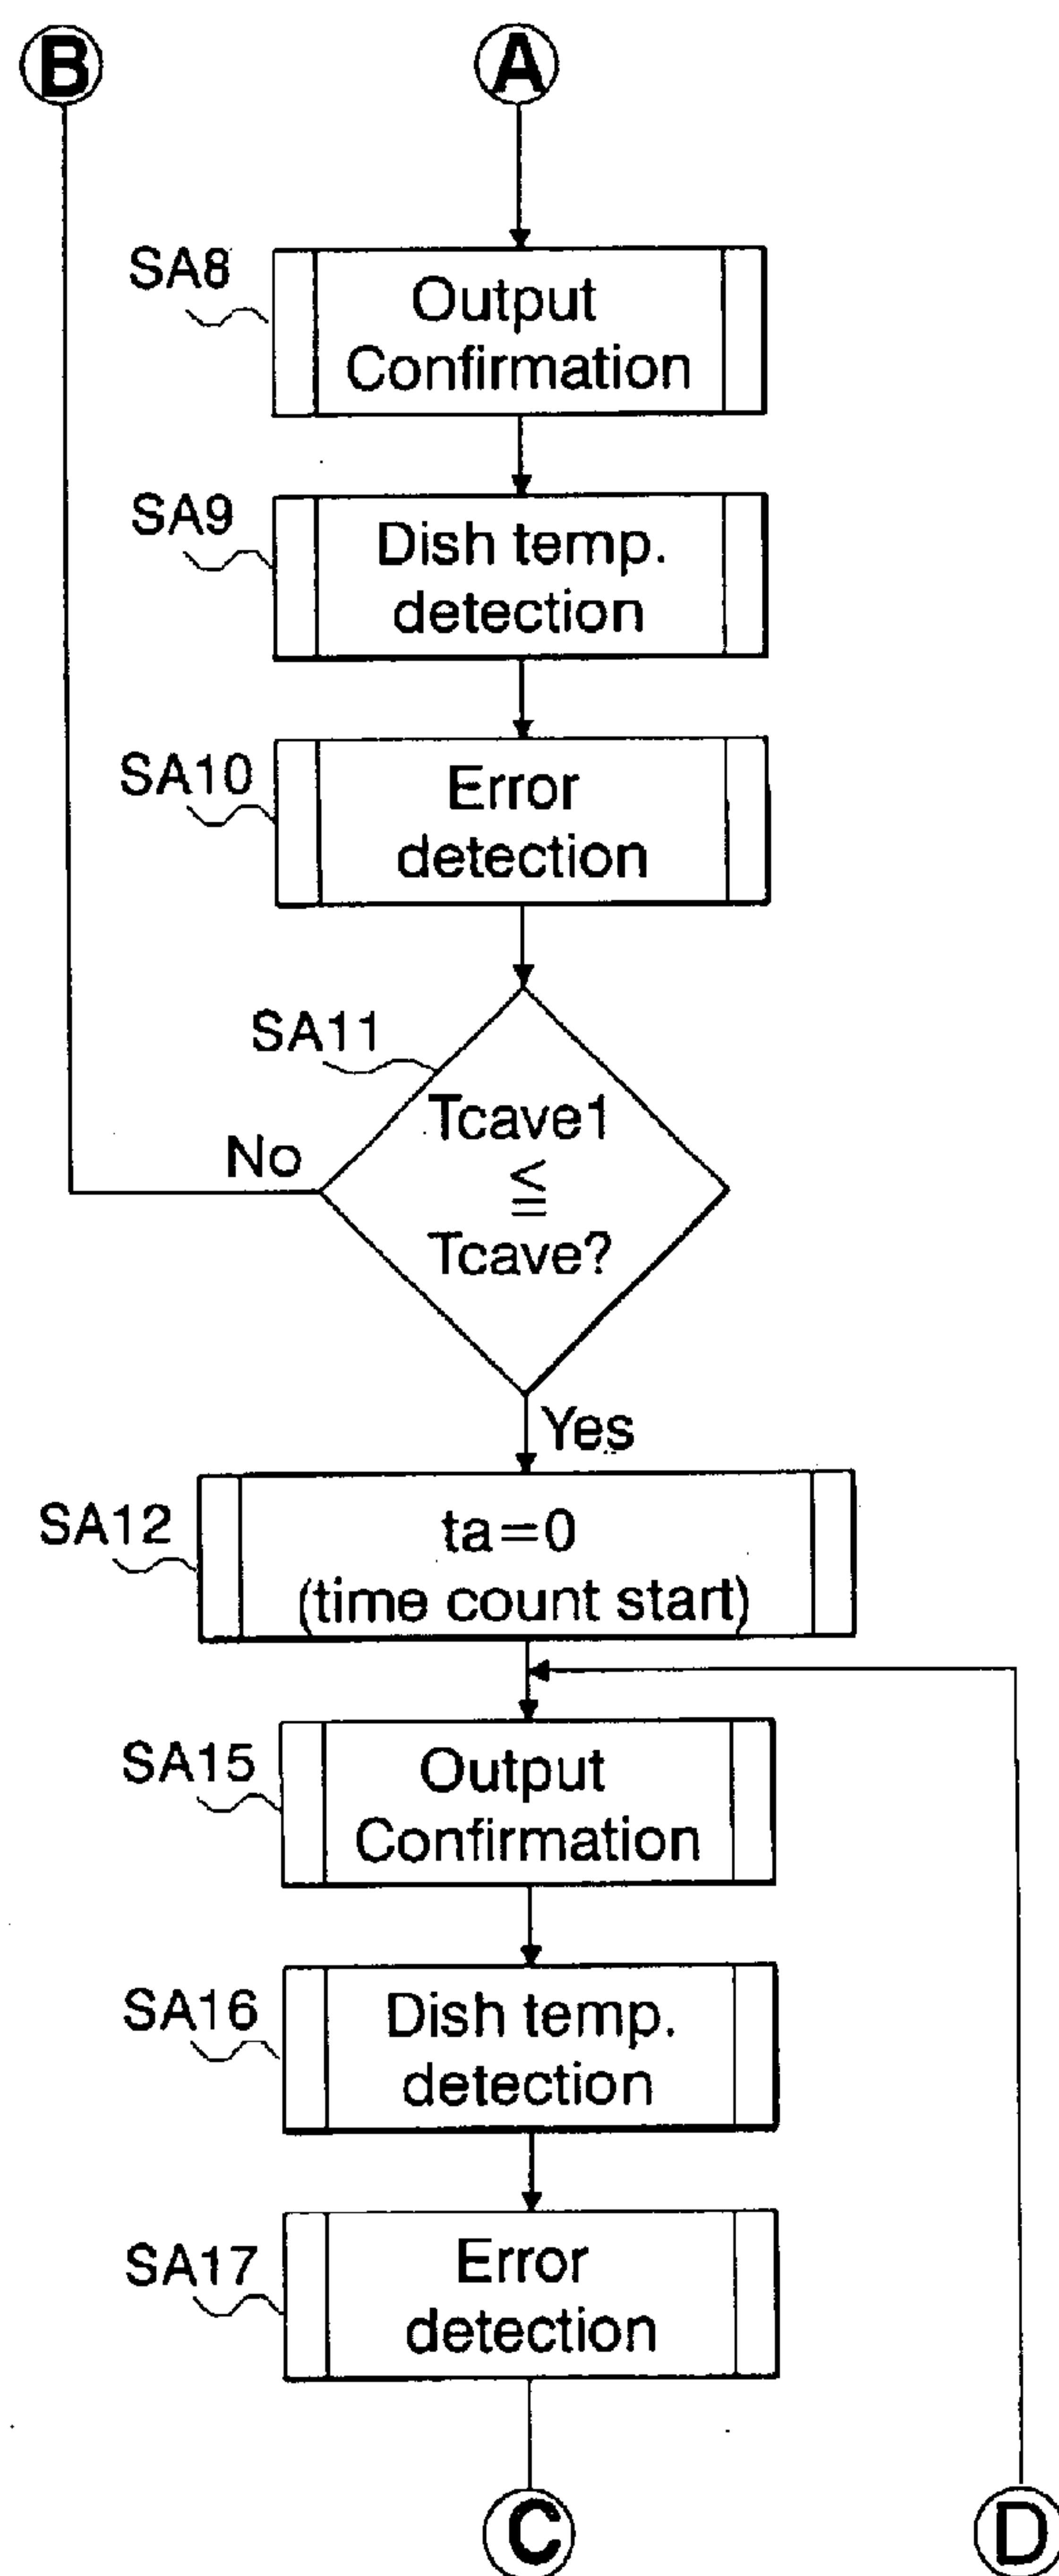 B
A
SA8
Output
Confirmation
SA9
Dish temp.
detection
SA10
Error
detection
SA11
Tcave1
≦
Tcave?
No
Yes
SA12
ta=0
(time count start)
SA15
Output
Confirmation
SA16
Dish temp.
detection
SA17
Error
detection
C
D